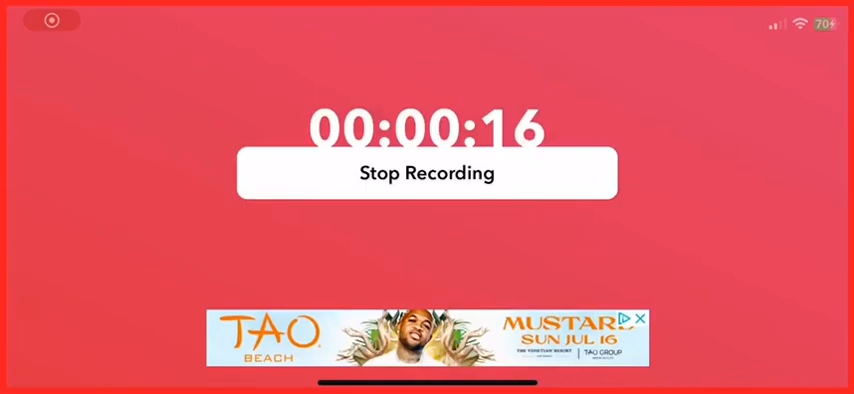 70
00:00:16
Stop Recording
TAO
BEACH
MUSTARD
SUN JUL 16
THE VENETIAN RESORT
TAO GROUP